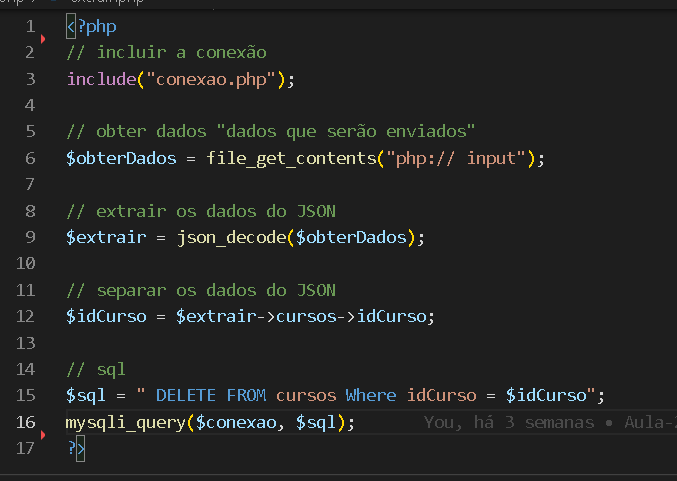 1 <?php
2 // incluir a conexão
3 include("conexao.php");
4
5 // obter dados "dados que serão enviados"
6 $obterDados = file_get_contents("php:// input");
7
8 // extrair os dados do JSON
9 $extrair = json_decode($obterDados);
10
11 // separar os dados do JSON
12 $idCurso = $extrair->cursos->idCurso;
13
14 // sql
15 $sql = " DELETE FROM cursos Where idCurso = $idCurso";
16 mysqli_query($conexao, $sql); You, há 3 semanas • Aula-
17 ?>